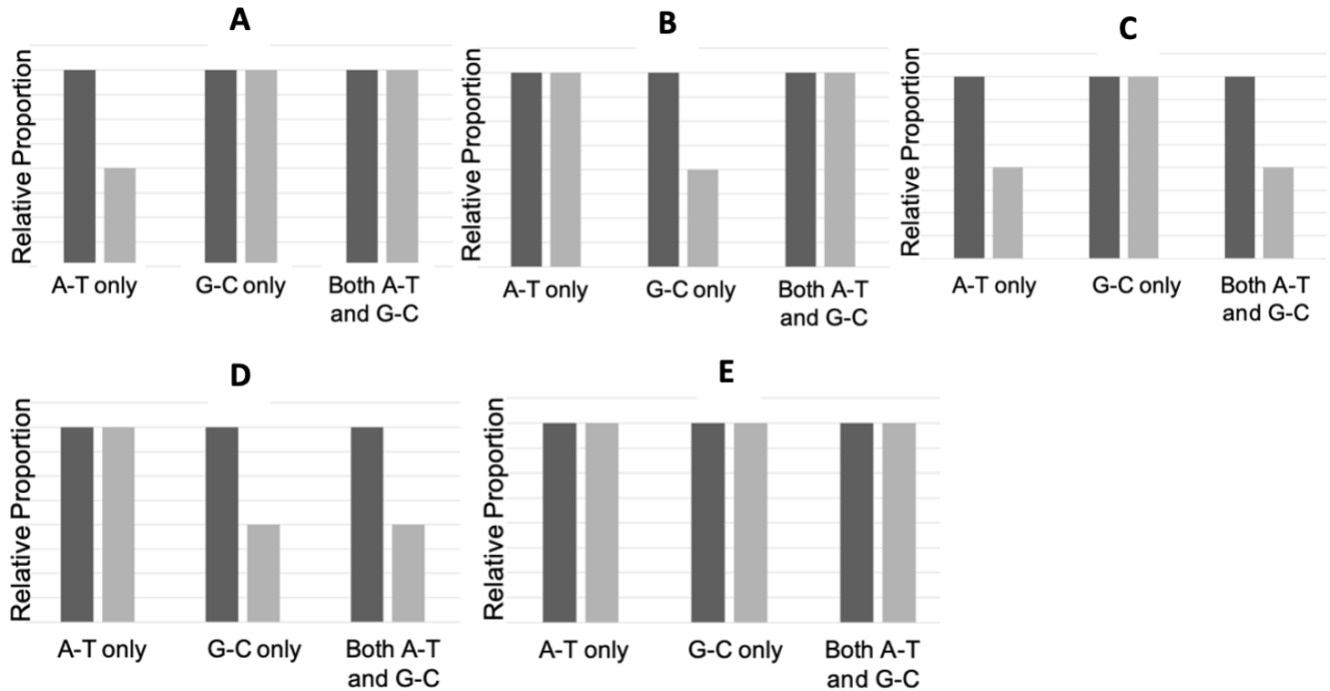 A
Relative Proportion
A-T only
G-C only
Both A-T
and G-C
B
Relative Proportion
A-T only
G-C only
Both A-T
and G-C
C
Relative Proportion
A-T only
G-C only
Both A-T
and G-C
D
Relative Proportion
A-T only
G-C only
Both A-T
and G-C
E
Relative Proportion
A-T only
G-C only
Both A-T
and G-C